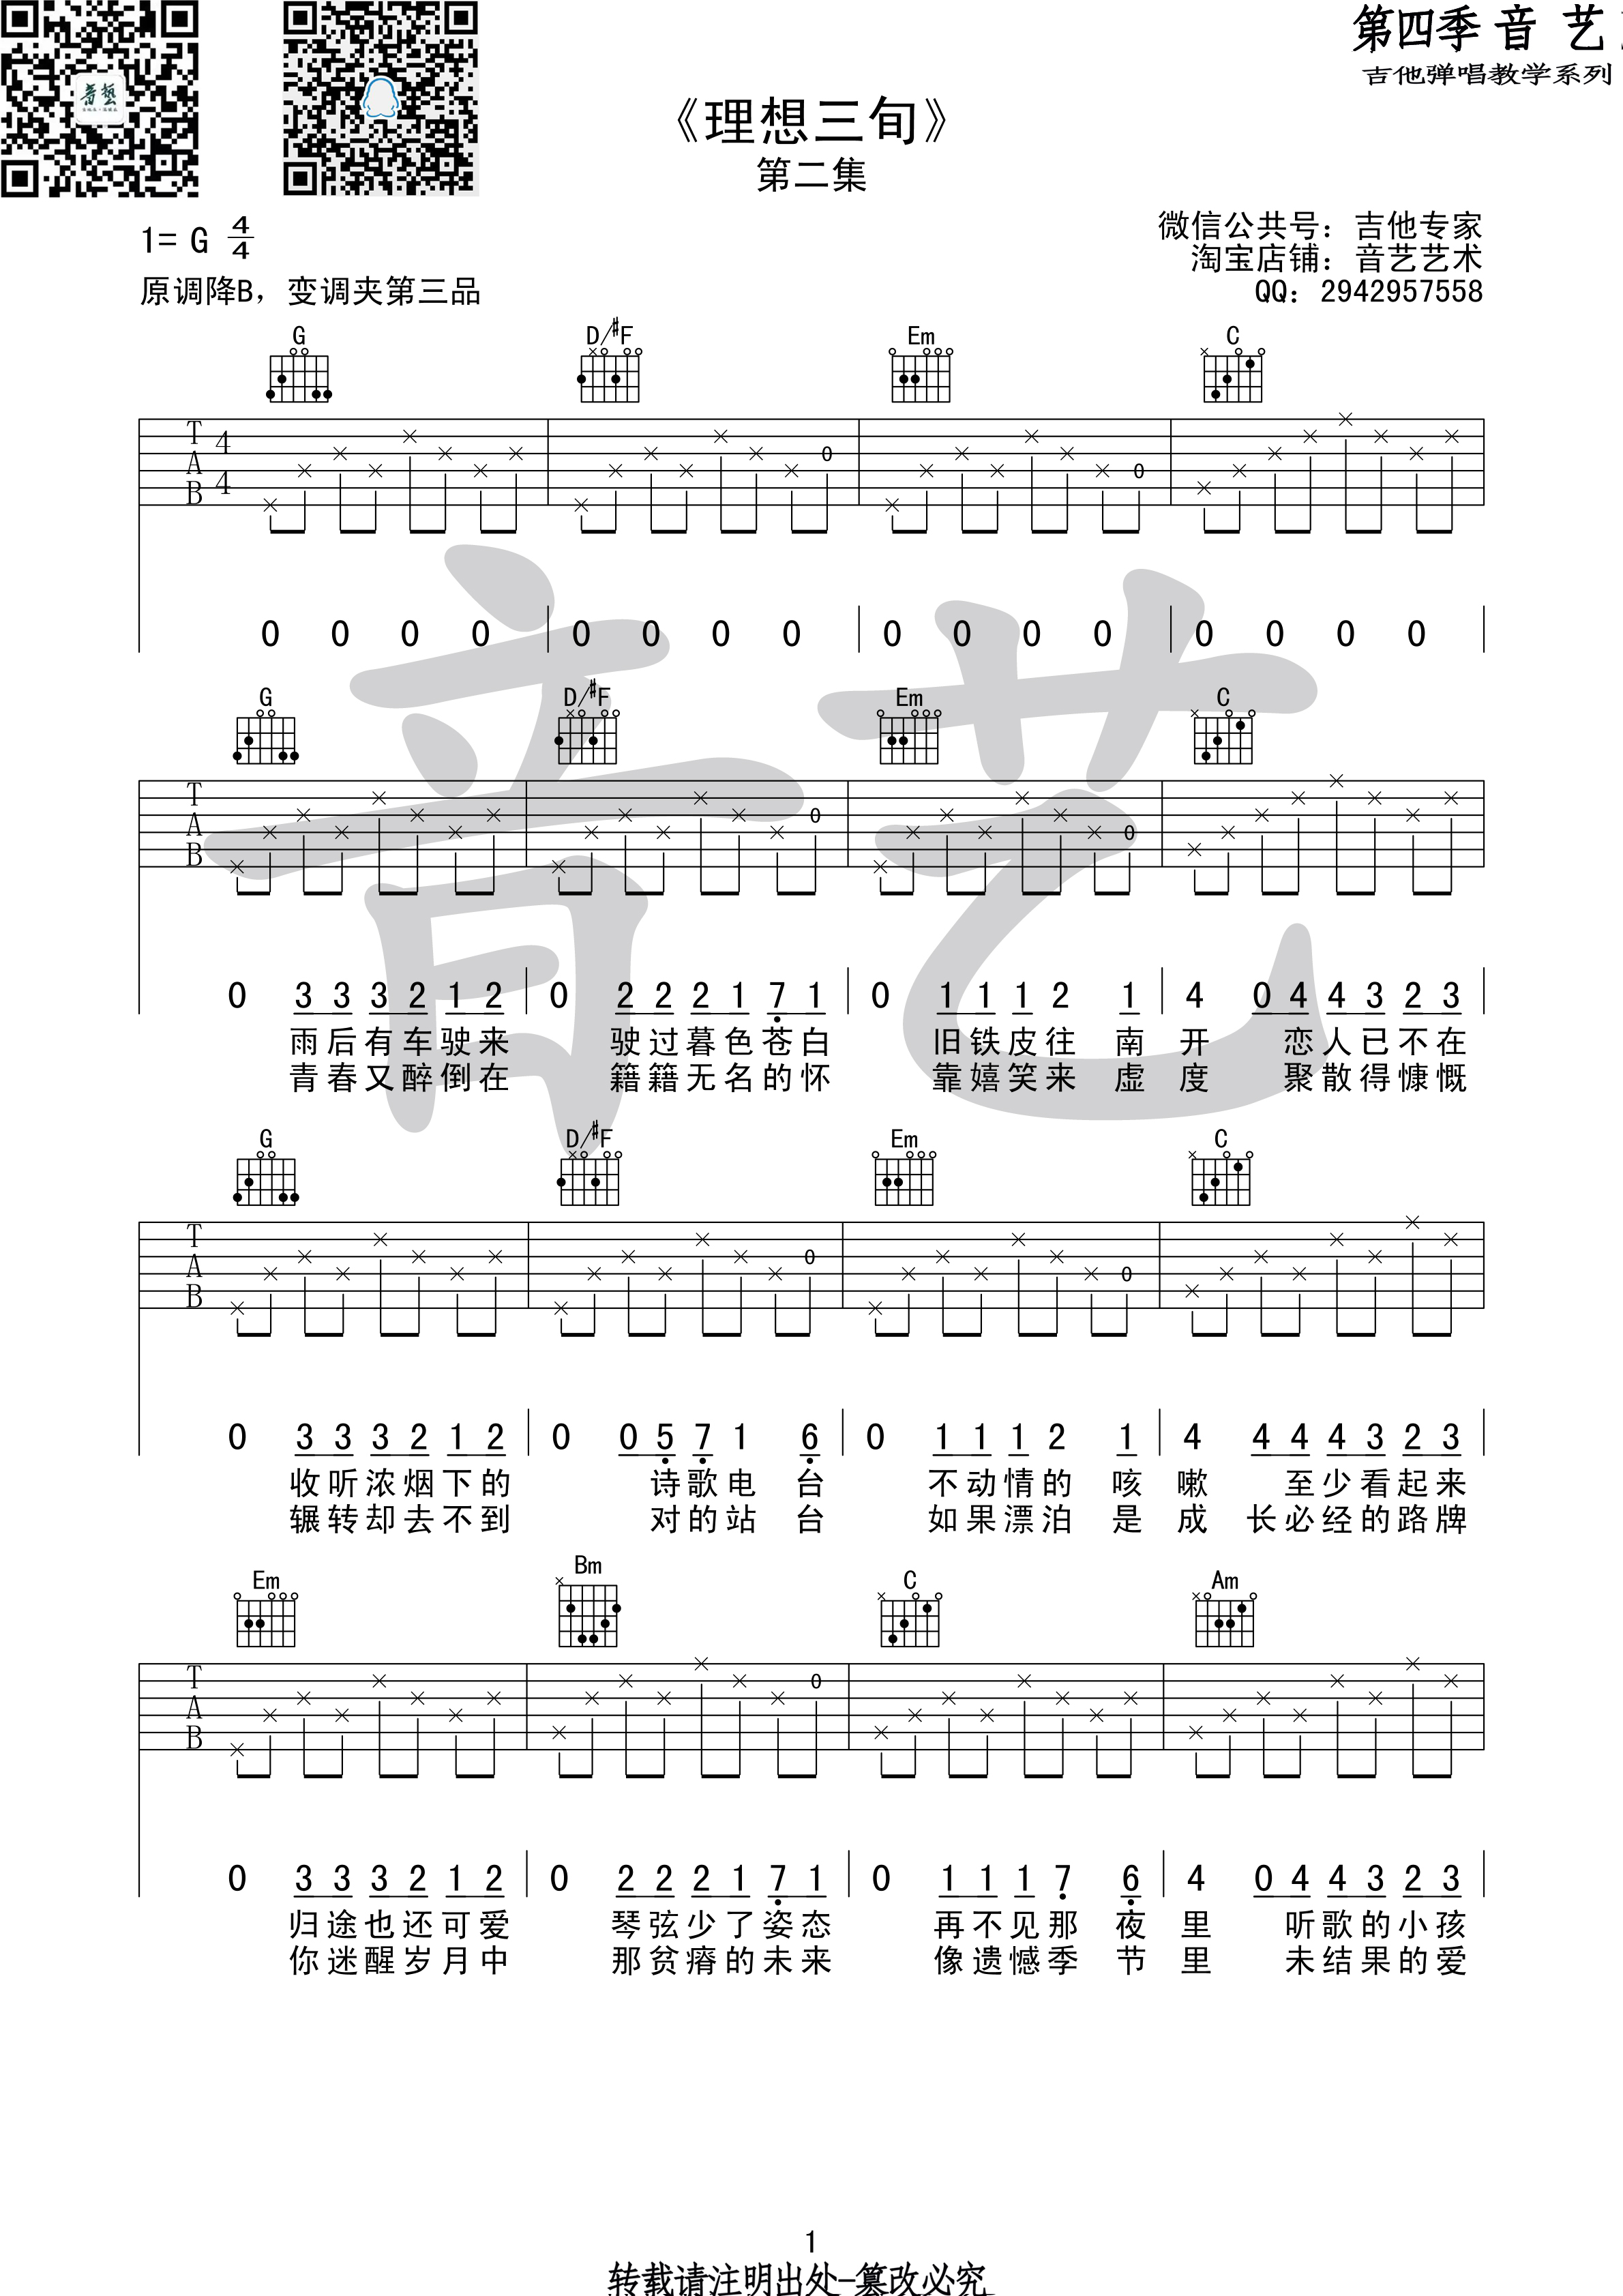 第四季 音 艺
吉他弹唱教学系列
《理想三旬》
第二集
1= G 4/4
原调降B，变调夹第三品
微信公共号：吉他专家
淘宝店铺：音艺艺术
QQ：2942957558
G D/#F Em C
T A B 4 4 0 0
0 0 0 0 0 0 0 0 0 0 0 0 0 0 0 0
G D/#F Em C
T A B 0 0
0 3 3 3 2 1 2 0 2 2 2 1 7 1 0 1 1 1 2 1 4 0 4 4 3 2 3
雨后有车驶来 驶过暮色苍白 旧铁皮往南开 恋人已不在
青春又醉倒在 籍籍无名的怀 靠嬉笑来虚度 聚散得慷慨
G D/#F Em C
T A B 0 0
0 3 3 3 2 1 2 0 0 5 7 1 6 0 1 1 1 2 1 4 4 4 4 3 2 3
收听浓烟下的 诗歌电台 不动情的咳嗽 至少看起来
辗转却去不到 对的站台 如果漂泊是成 长必经的路牌
Em Bm C Am
T A B 0
0 3 3 3 2 1 2 0 2 2 2 1 7 1 0 1 1 1 7 6 4 0 4 4 3 2 3
归途也还可爱 琴弦少了姿态 再不见那夜里 听歌的小孩
你迷醒岁月中 那贫瘠的未来 像遗憾季节里 未结果的爱
音艺
1
转载请注明出处-篡改必究